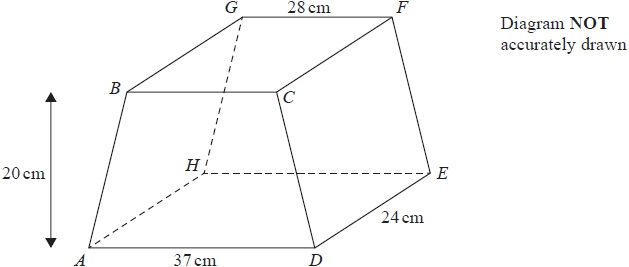 G 28 cm F
Diagram NOT
accurately drawn
B C
20 cm
H E
24 cm
A 37 cm D